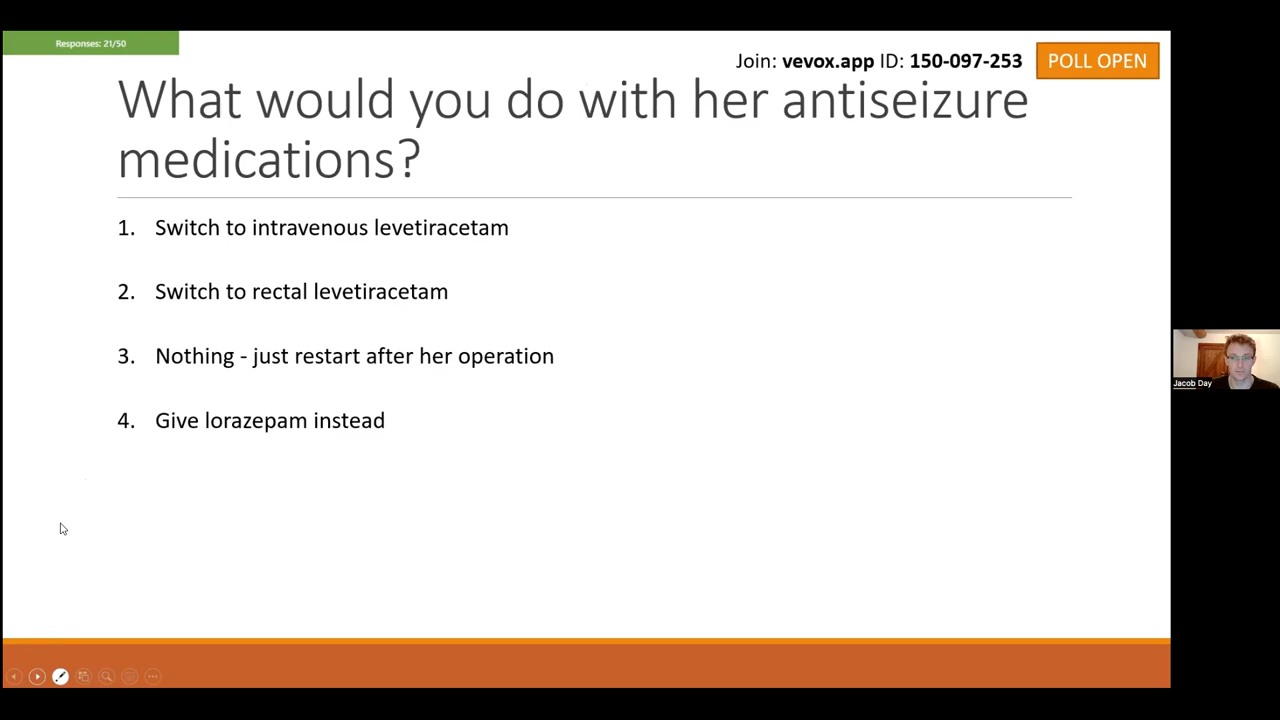 Responses: 21/50
Join: vevox.app ID: 150-097-253
POLL OPEN
What would you do with her antiseizure
medications?
1. Switch to intravenous levetiracetam
2. Switch to rectal levetiracetam
3. Nothing - just restart after her operation
4. Give lorazepam instead
Jacob Day